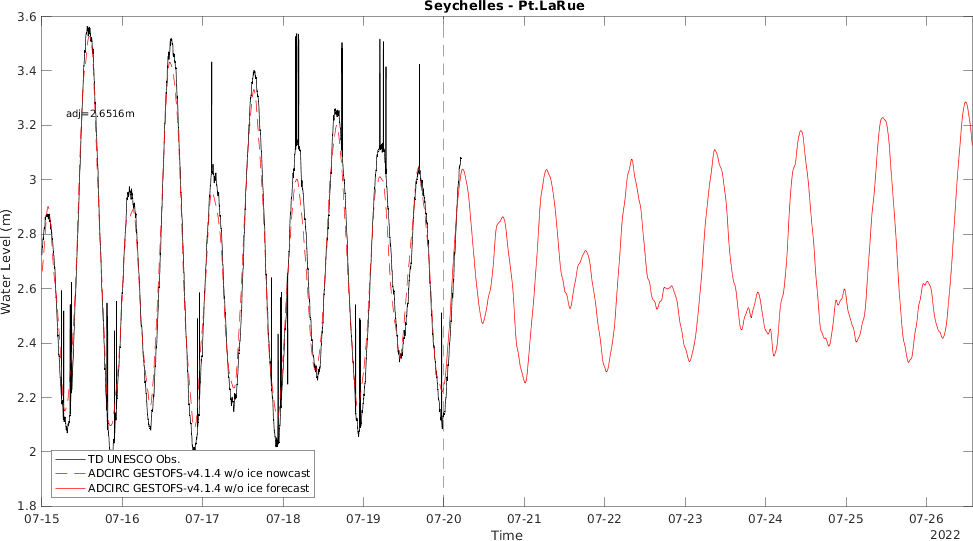 Seychelles - Pt.LaRue
3.6
3.4
3.2
3
2.8
2.6
2.4
2.2
2
1.8
Water Level (m)
adj=2.6516m
TD UNESCO Obs.
ADCIRC GESTOFS-v4.1.4 w/o ice nowcast
ADCIRC GESTOFS-v4.1.4 w/o ice forecast
07-15 07-16 07-17 07-18 07-19 07-20 07-21 07-22 07-23 07-24 07-25 07-26
Time
2022